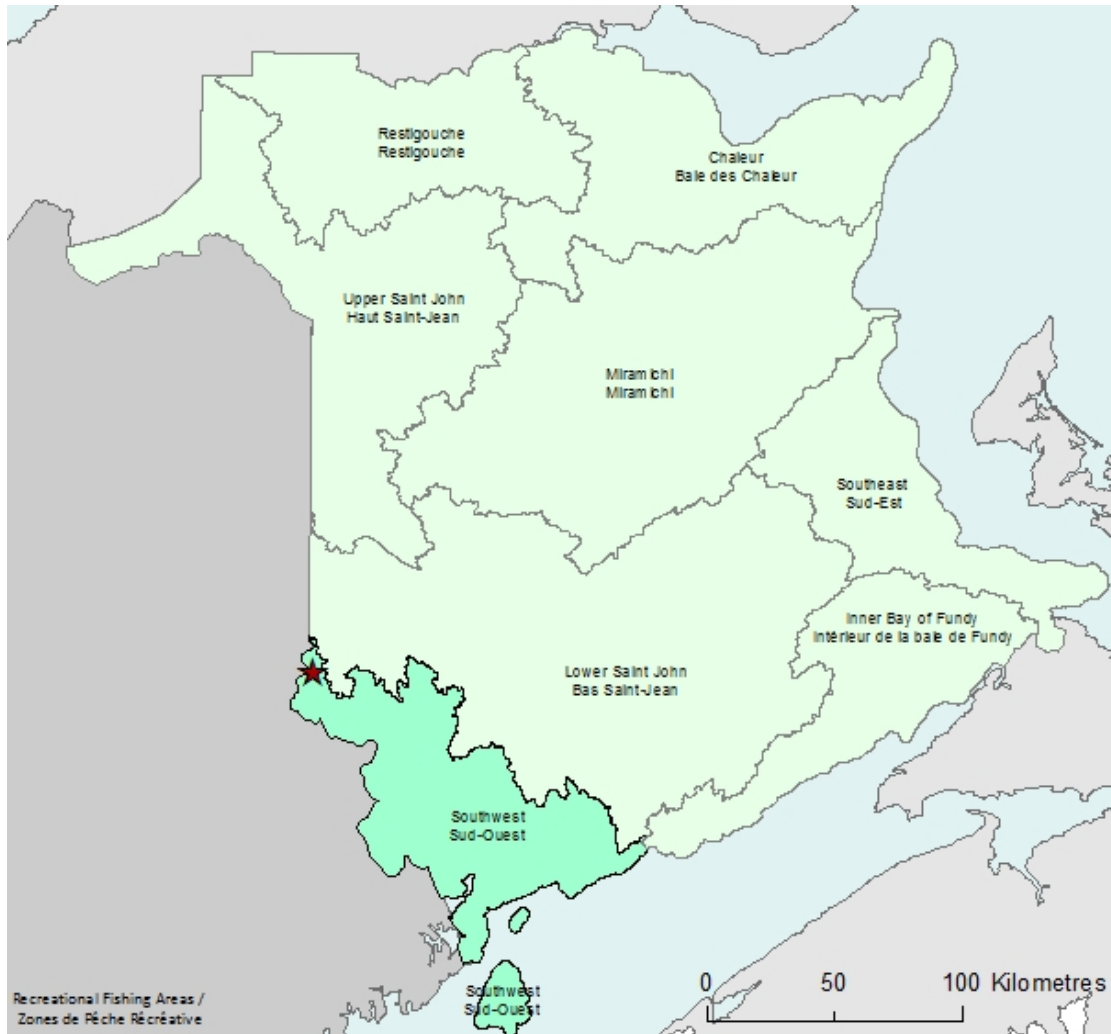 Restigouche
Restigouche
Chaleur
Baie des Chaleur
Upper Saint John
Haut Saint-Jean
Miramichi
Miramichi
Southeast
Sud-Est
Inner Bay of Fundy
Intérieur de la baie de Fundy
Lower Saint John
Bas Saint-Jean
Southwest
Sud-Ouest
Southwest
Sud-Ouest
0 50 100 Kilometres
Recreational Fishing Areas /
Zones de Pêche Récréative